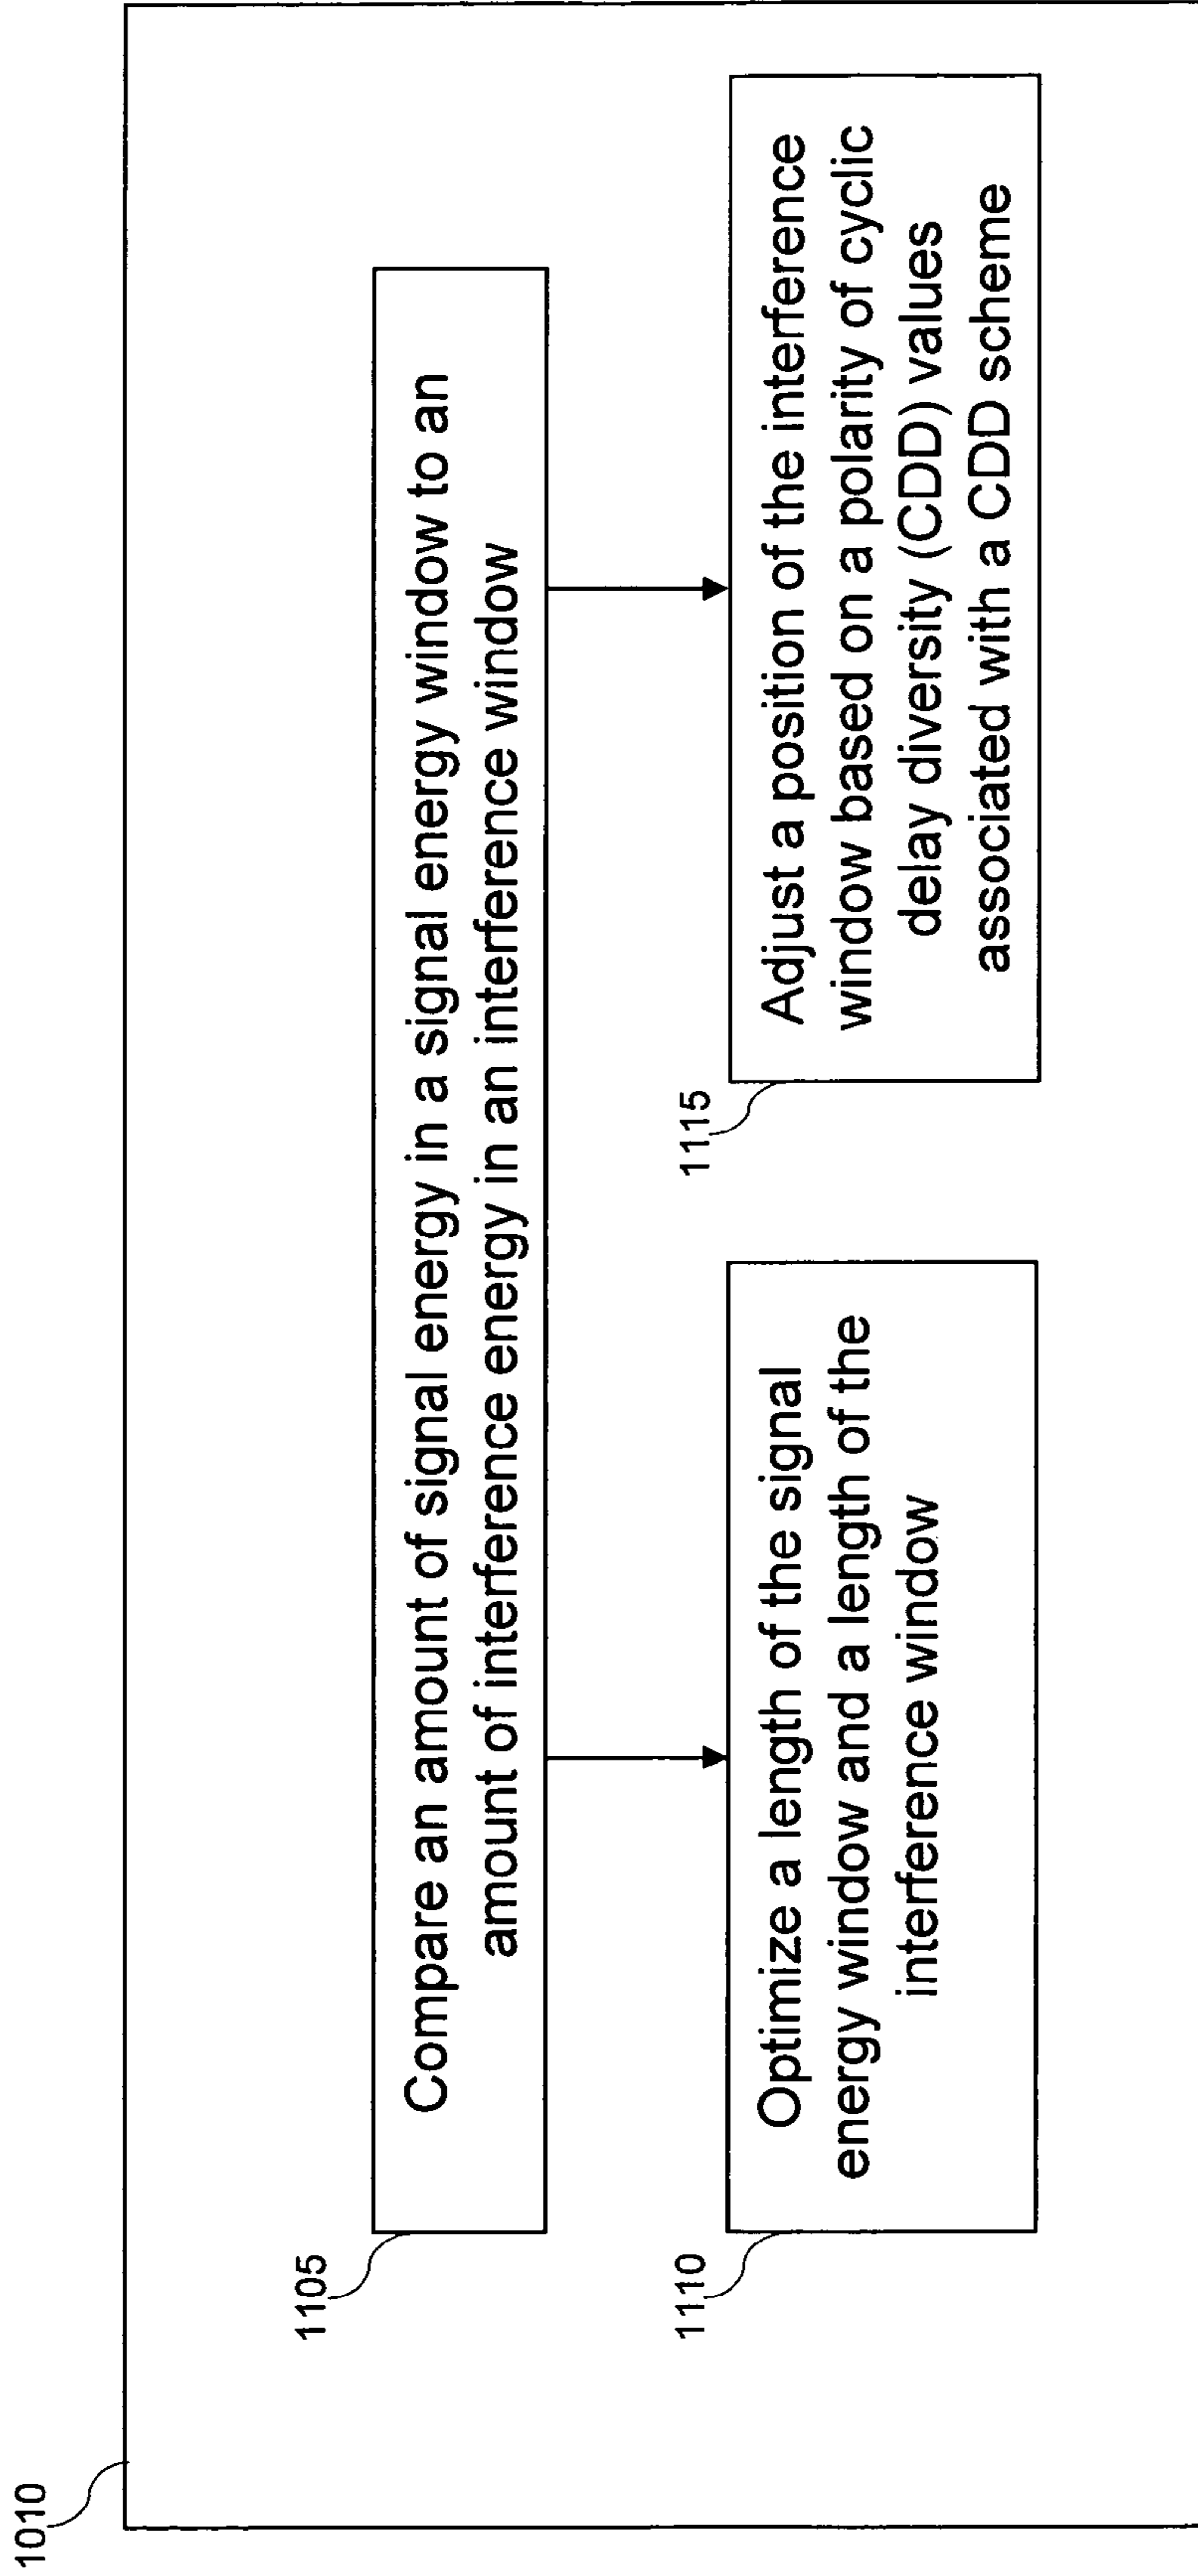 1010
1105
Compare an amount of signal energy in a signal energy window to an
amount of interference energy in an interference window
1110
Optimize a length of the signal
energy window and a length of the
interference window
1115
Adjust a position of the interference
window based on a polarity of cyclic
delay diversity (CDD) values
associated with a CDD scheme